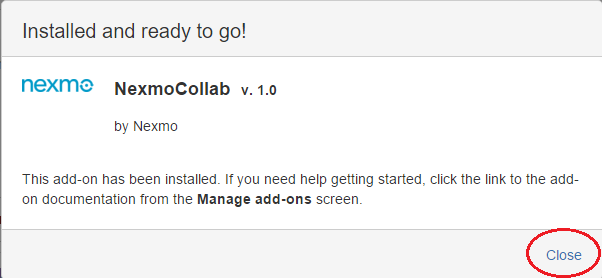 Installed and ready to go!
nexmo
NexmoCollab v. 1.0
by Nexmo
This add-on has been installed. If you need help getting started, click the link to the add-
on documentation from the Manage add-ons screen.
Close